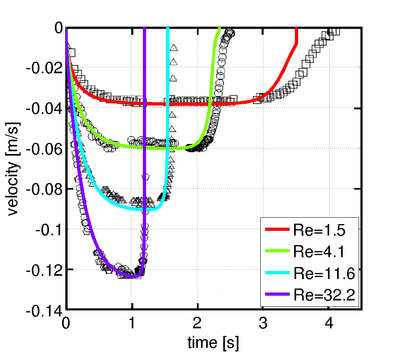 0
-0.02
-0.04
-0.06
-0.08
-0.1
-0.12
-0.14
velocity [m/s]
0 1 2 3 4
time [s]
Re=1.5
Re=4.1
Re=11.6
Re=32.2